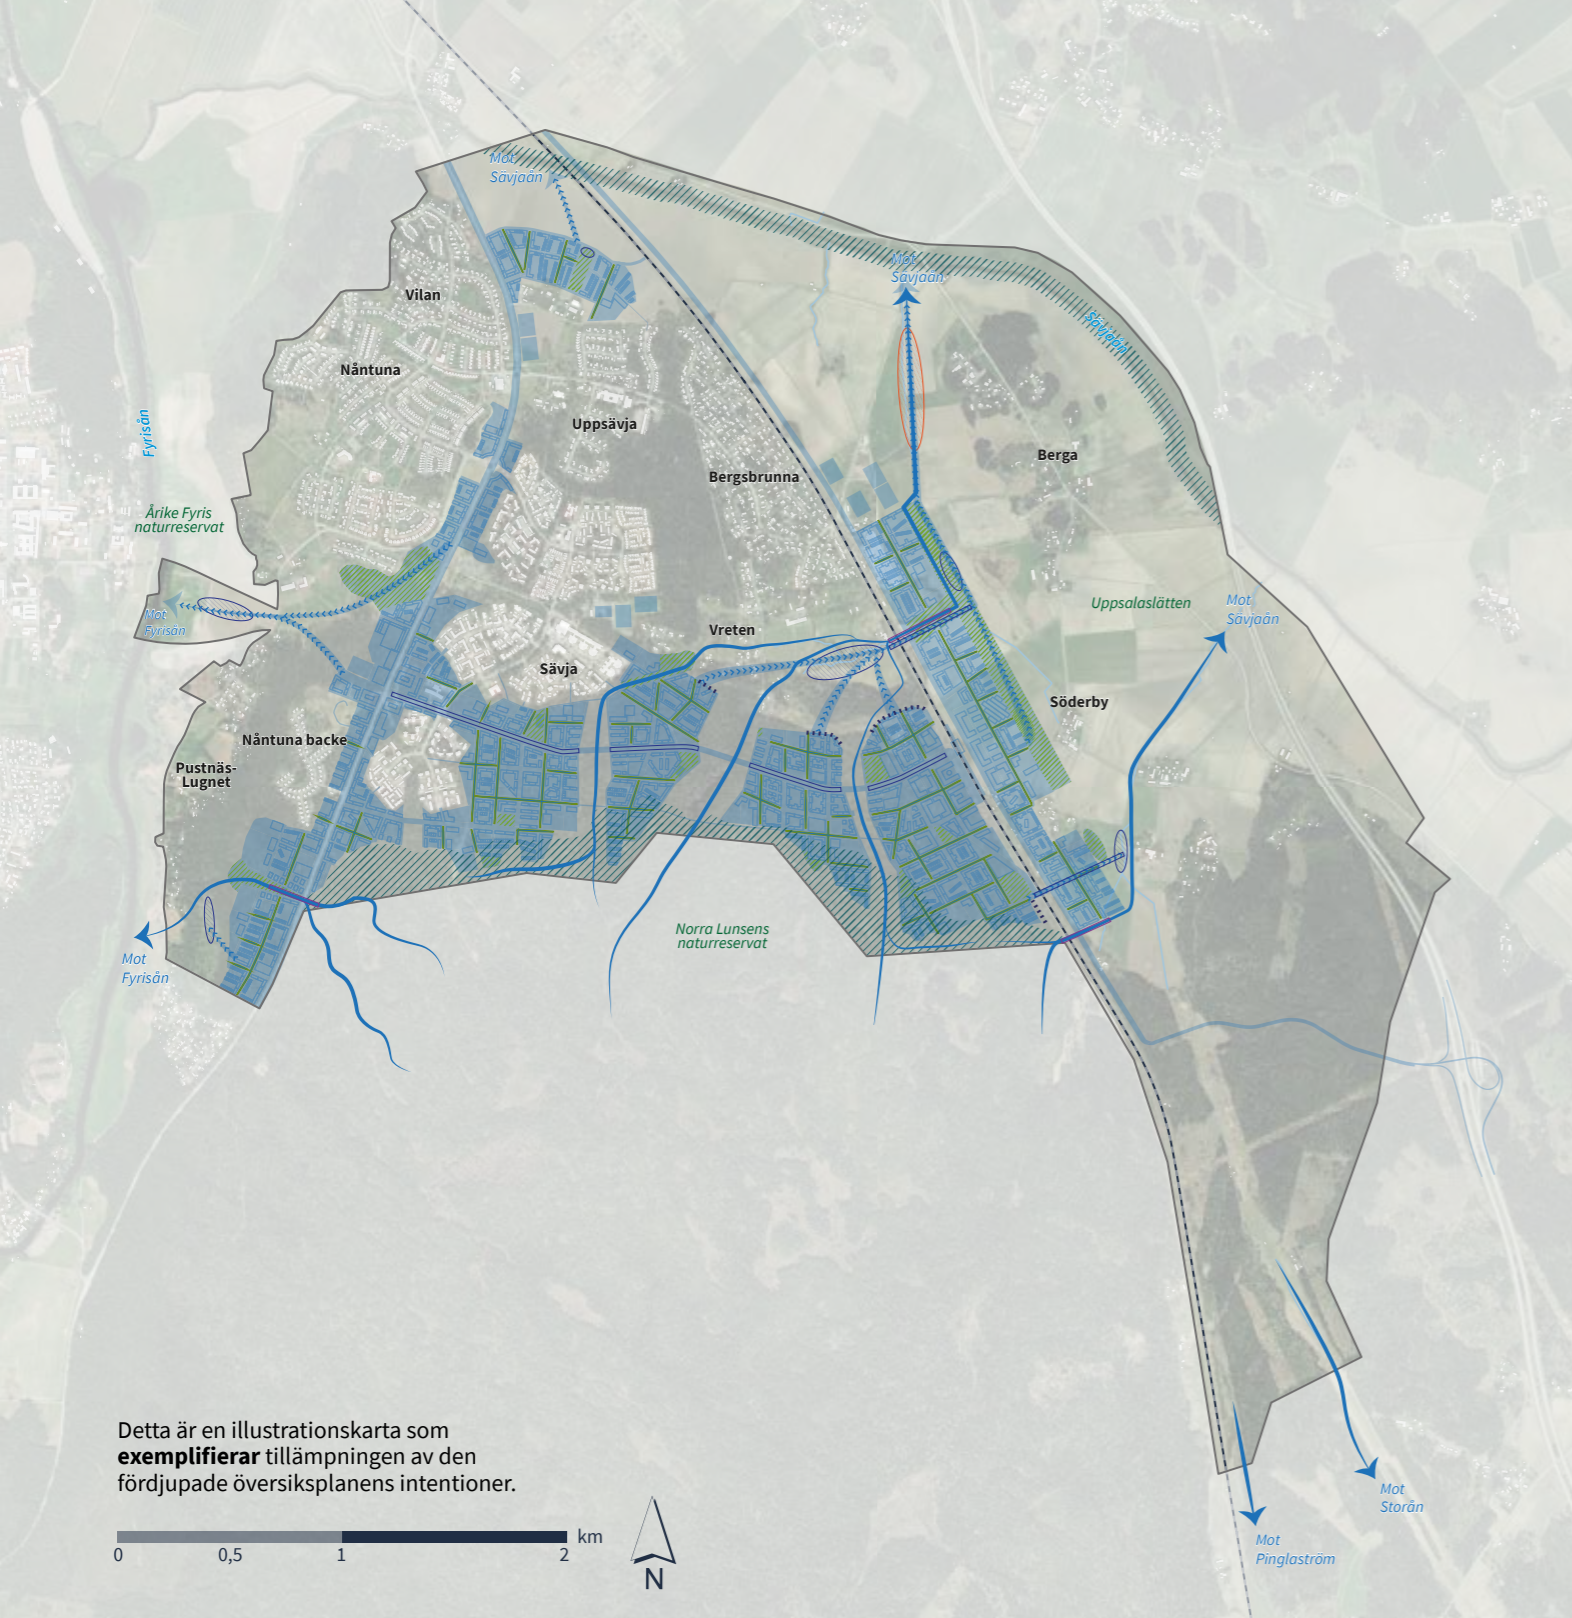 Mot
Sävjaån
Mot
Sävjaån
Vilan
Sävjaån
Nåntuna
Uppsävja
Fyrisån
Berga
Bergsbrunna
Årike Fyris
naturreservat
Mot
Fyrisån
Uppsalaslätten
Mot
Sävjaån
Vreten
Sävja
Söderby
Nåntuna backe
Pustnäs-
Lugnet
Norra Lunsens
naturreservat
Mot
Fyrisån
Detta är en illustrationskarta som
exemplifierar tillämpningen av den
fördjupade översiksplanens intentioner.
Mot
Storån
km
0 0,5 1 2
N
Mot
Pinglaström